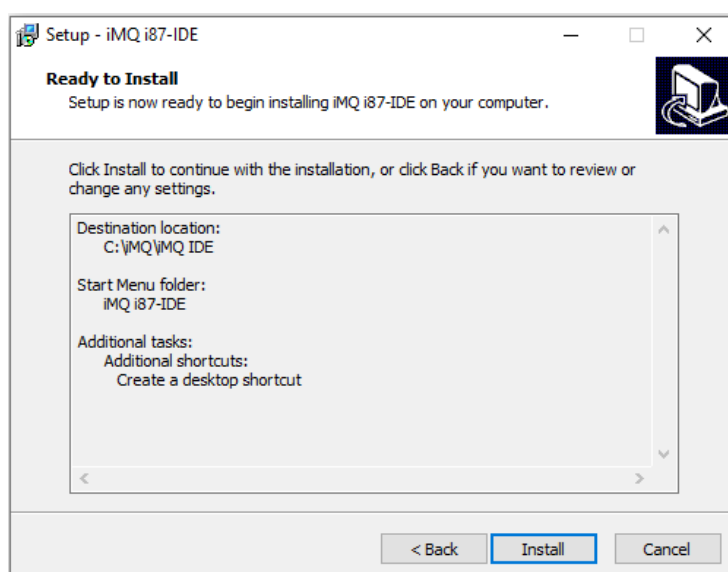 Setup - iMQ i87-IDE
Ready to Install
Setup is now ready to begin installing iMQ i87-IDE on your computer.
Click Install to continue with the installation, or click Back if you want to review or
change any settings.
Destination location:
C:\iMQ\iMQ IDE
Start Menu folder:
iMQ i87-IDE
Additional tasks:
Additional shortcuts:
Create a desktop shortcut
< Back
Install
Cancel